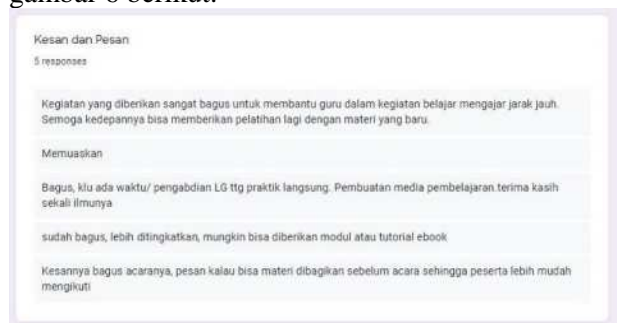 gambar 6 berikut.
Kesan dan Pesan
5 responses
Kegiatan yang diberikan sangat bagus untuk membantu guru dalam kegiatan belajar mengajar jarak jauh.
Semoga kedepannya bisa memberikan pelatihan lagi dengan materi yang baru.
Memuaskan
Bagus, klu ada waktu/ pengabdian LG ttg praktik langsung. Pembuatan media pembelajaran terima kasih
sekali ilmunya
sudah bagus, lebih ditingkatkan, mungkin bisa diberikan modul atau tutorial ebook
Kesannya bagus acaranya, pesan kalau bisa materi dibagikan sebelum acara sehingga peserta lebih mudah
mengikuti